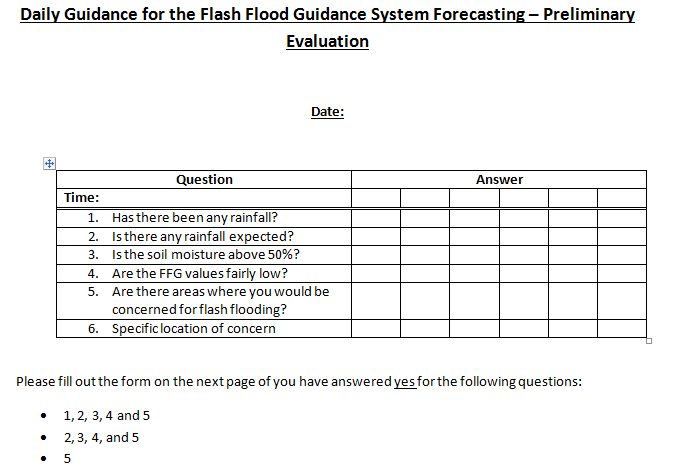 Daily Guidance for the Flash Flood Guidance System Forecasting – Preliminary
Evaluation
Date:
Question Answer
Time:
1. Has there been any rainfall?
2. Is there any rainfall expected?
3. Is the soil moisture above 50%?
4. Are the FFG values fairly low?
5. Are there areas where you would be
concerned for flash flooding?
6. Specific location of concern
Please fill out the form on the next page of you have answered yes for the following questions:
• 1, 2, 3, 4 and 5
• 2, 3, 4, and 5
• 5